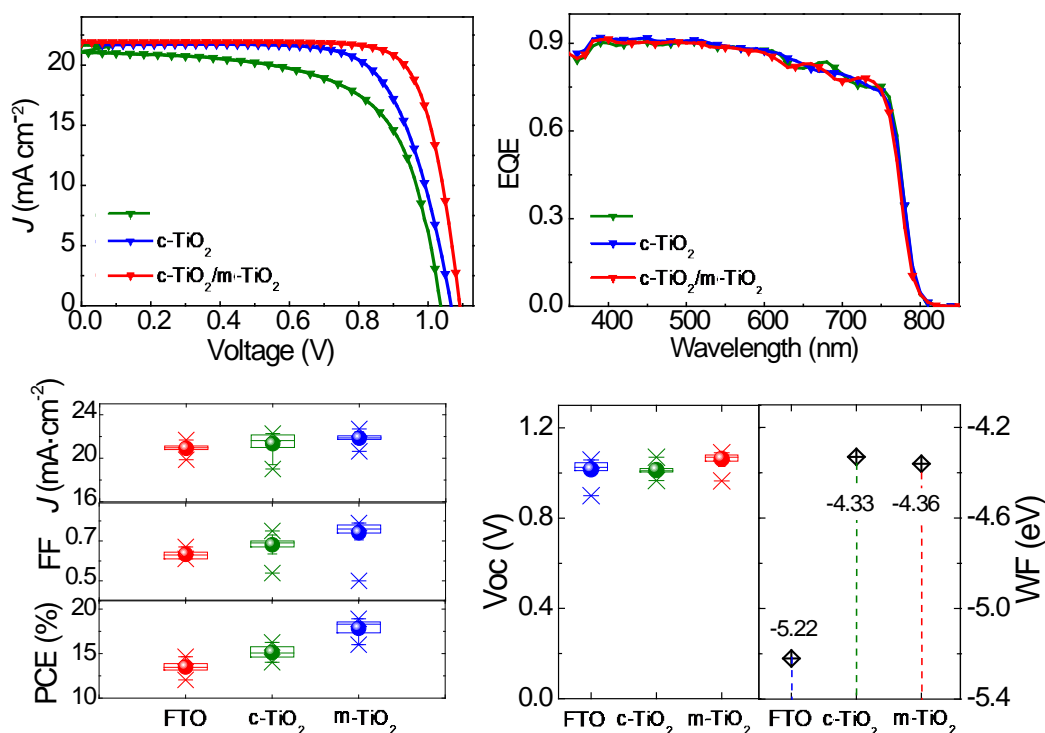 20
15
10
5
0
J (mA cm⁻²)
0.0 0.2 0.4 0.6 0.8 1.0
Voltage (V)
c-TiO₂
c-TiO₂/m-TiO₂
0.9
0.6
0.3
0.0
EQE
400 500 600 700 800
Wavelength (nm)
c-TiO₂
c-TiO₂/m-TiO₂
24
20
16
J (mA·cm⁻²)
0.7
0.5
FF
20
15
10
PCE (%)
FTO c-TiO₂ m-TiO₂
1.2
0.8
0.4
0.0
Voc (V)
FTO c-TiO₂ m-TiO₂
-5.22
-4.33
-4.36
-4.2
-4.6
-5.0
-5.4
WF (eV)
FTO c-TiO₂ m-TiO₂